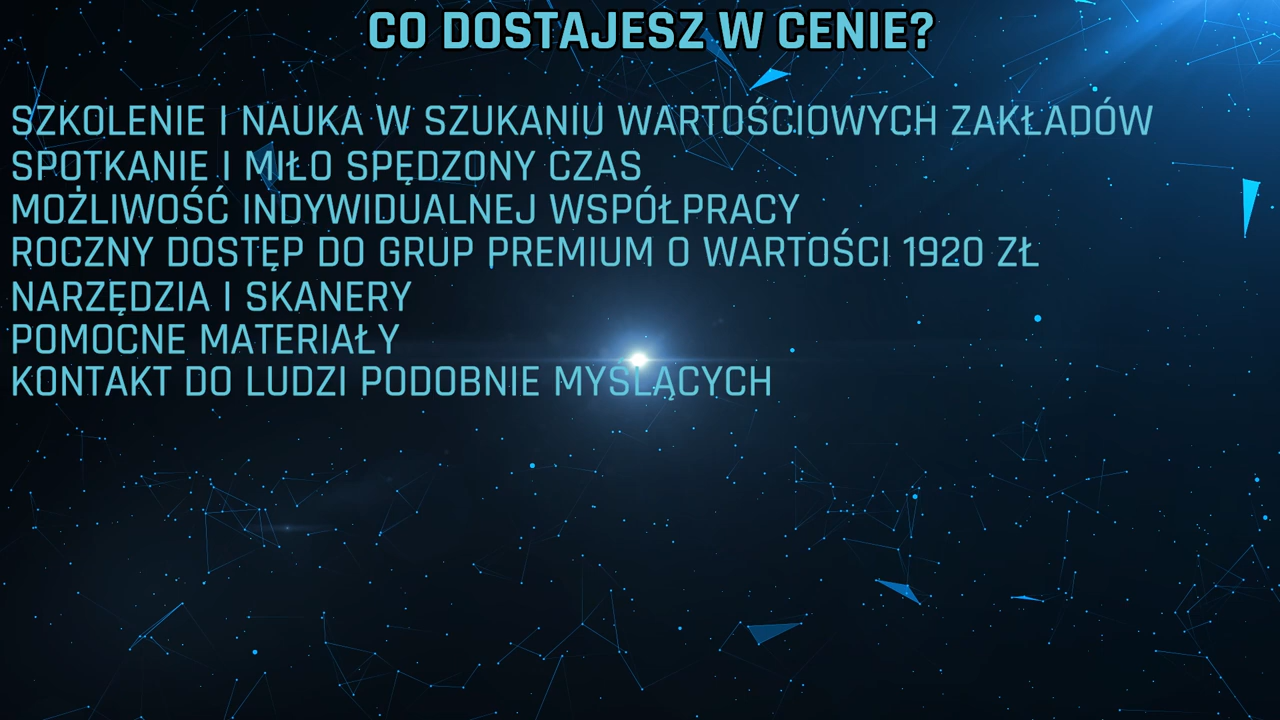 CO DOSTAJESZ W CENIE?
SZKOLENIE I NAUKA W SZUKANIU WARTOŚCIOWYCH ZAKŁADÓW
SPOTKANIE I MIŁO SPĘDZONY CZAS
MOŻLIWOŚĆ INDYWIDUALNEJ WSPÓŁPRACY
ROCZNY DOSTĘP DO GRUP PREMIUM O WARTOŚCI 1920 ZŁ
NARZĘDZIA I SKANERY
POMOCNE MATERIAŁY
KONTAKT DO LUDZI PODOBNIE MYŚLĄCYCH